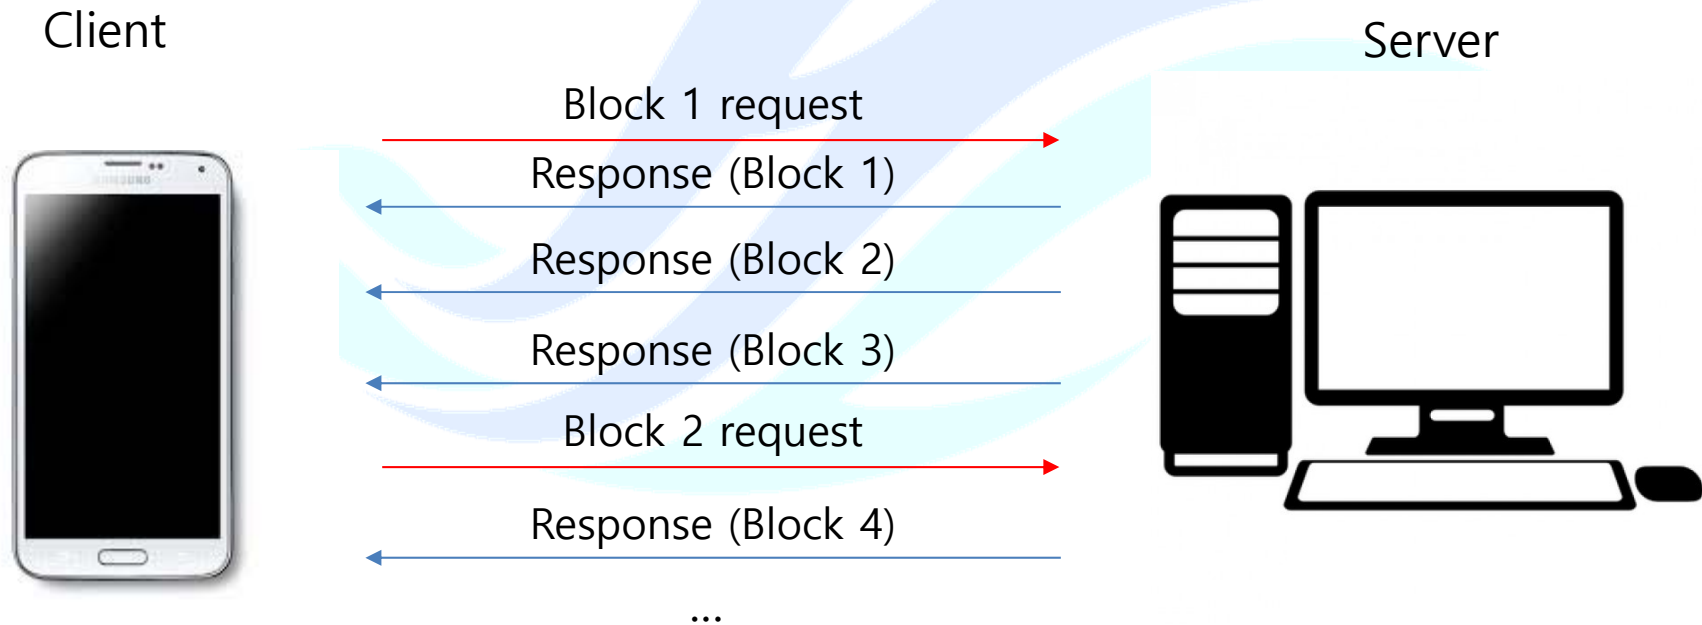 Client
Server
Block 1 request
Response (Block 1)
Response (Block 2)
Response (Block 3)
Block 2 request
Response (Block 4)
...
SAMSUNG